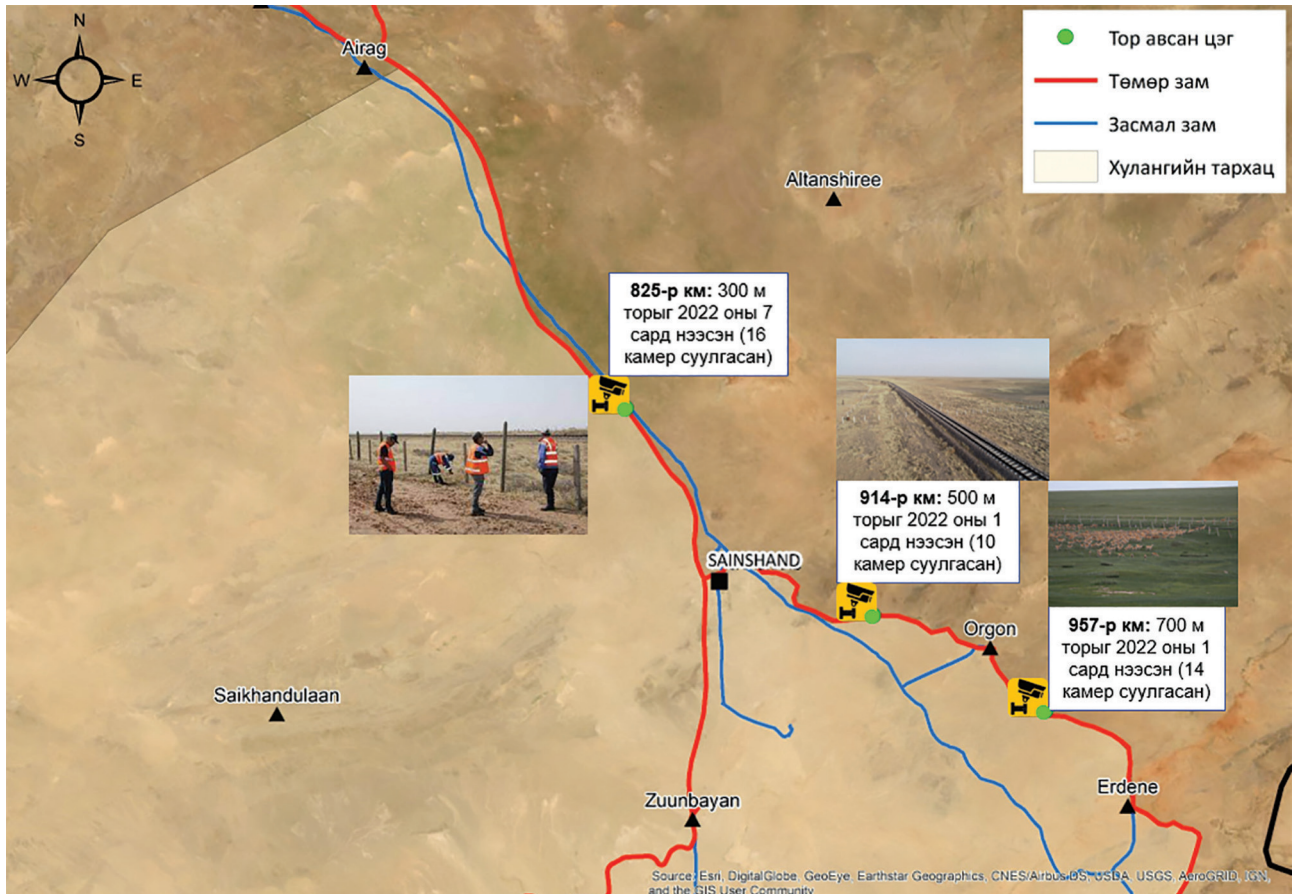 N
W
E
S
Airag
Тор авсан цэг
Төмөр зам
Засмал зам
Хулангийн тархац
Altanshiree
825-р км: 300 м
торыг 2022 оны 7
сард нээсэн (16
камер суулгасан)
914-р км: 500 м
торыг 2022 оны 1
сард нээсэн (10
камер суулгасан)
SAINSHAND
Orgon
957-р км: 700 м
торыг 2022 оны 1
сард нээсэн (14
камер суулгасан)
Saikhandulaan
Zuunbayan
Erdene
Source: Esri, DigitalGlobe, GeoEye, Earthstar Geographics, CNES/Airbus DS, USDA, USGS, AeroGRID, IGN,
and the GIS User Community